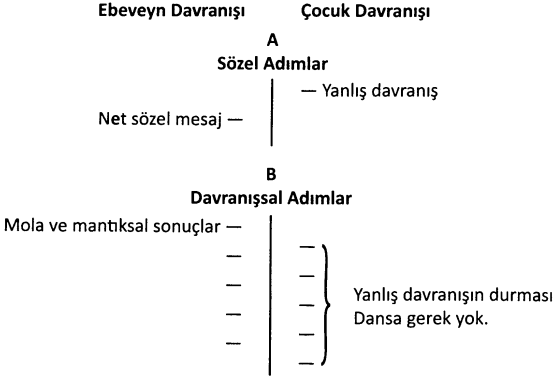 Ebeveyn Davranışı Çocuk Davranışı
A
Sözel Adımlar
— Yanlış davranış
Net sözel mesaj —
B
Davranışsal Adımlar
Mola ve mantıksal sonuçlar —
Yanlış davranışın durması
Dansa gerek yok.